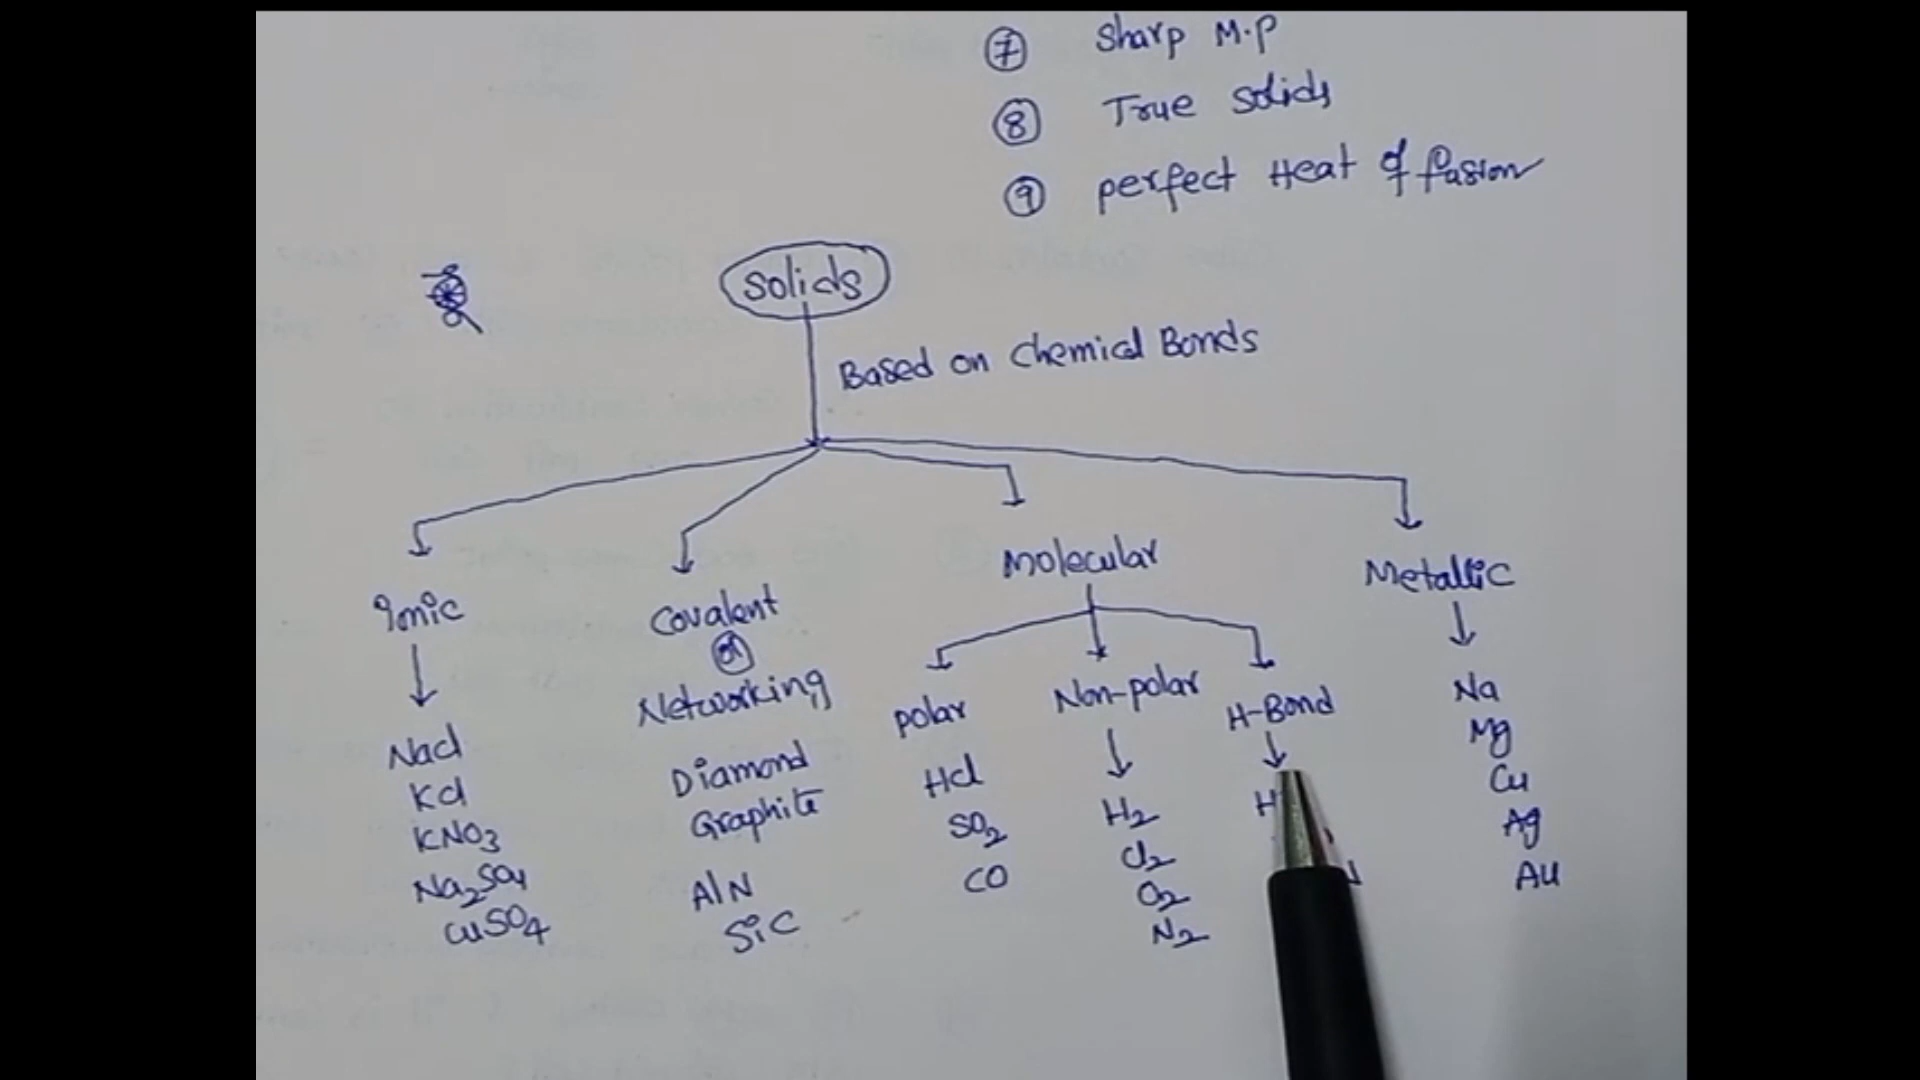 ⑦ Sharp M.P
⑧ True Solids
⑨ perfect Heat of fusion
Solids
Based on Chemical Bonds
Ionic
Covalent
or
Networking
Molecular
Metallic
polar
Non-polar
H-Bond
NaCl
KCl
KNO3
Na2SO4
CuSO4
Diamond
Graphite
AlN
SiC
HCl
SO2
CO
H2
Cl2
O2
N2
H
Na
Mg
Cu
Ag
Au